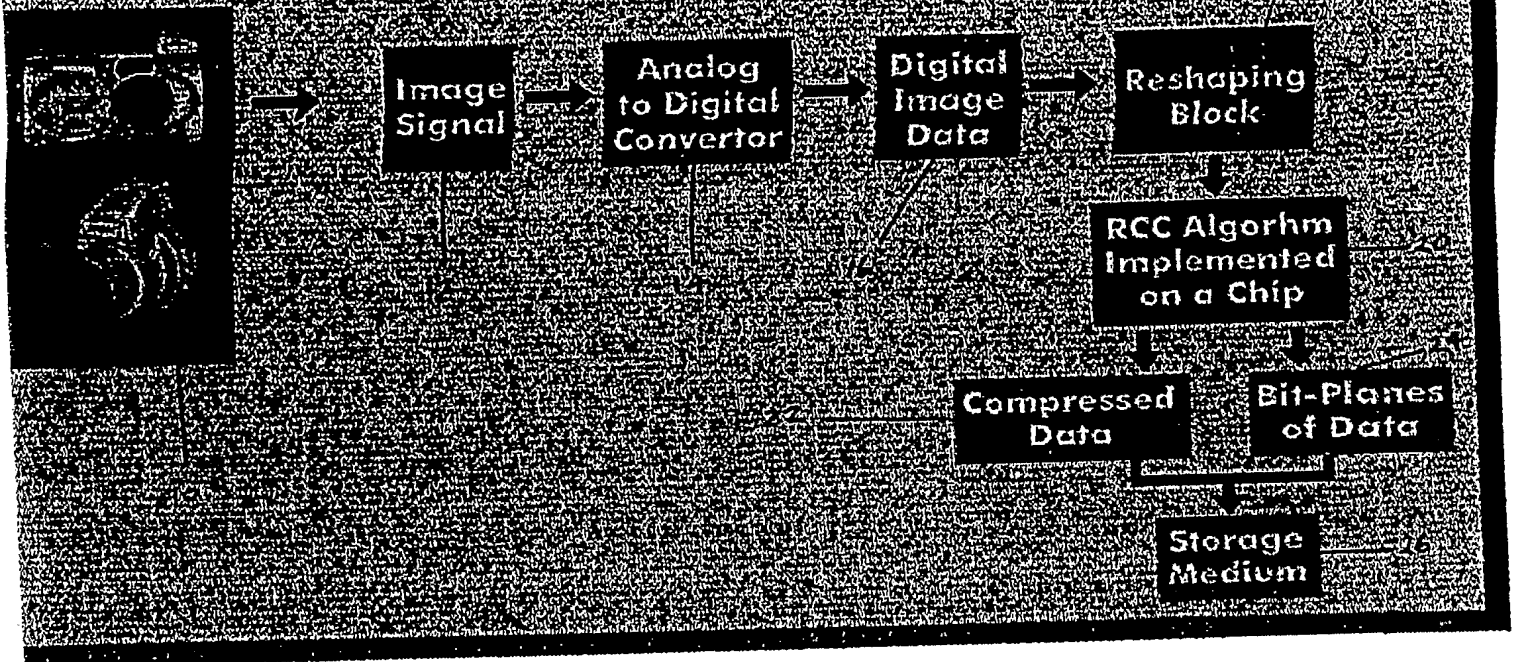 Image
Signal
Analog
to Digital
Convertor
Digital
Image
Data
Reshaping
Block
RCC Algorhm
Implemented
on a Chip
Compressed
Data
Bit-Planes
of Data
Storage
Medium